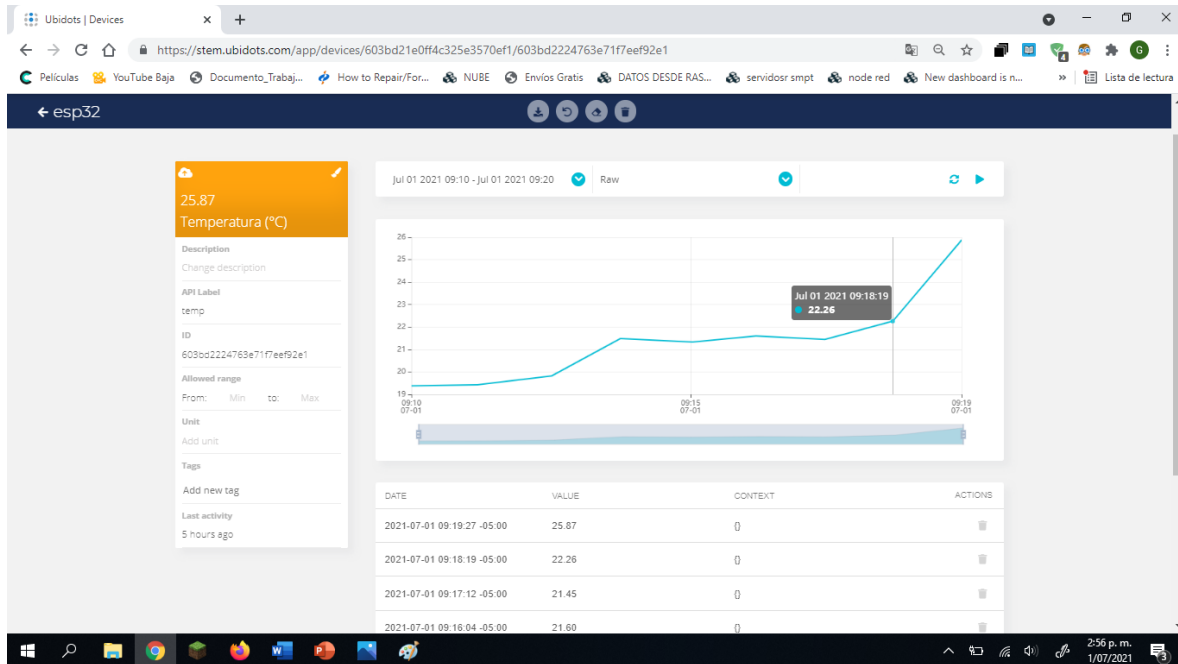 Ubidots | Devices
https://stem.ubidots.com/app/devices/603bd21e0ff4c325e3570ef1/603bd2224763e71f7eef92e1
G
Películas YouTube Baja Documento_Trabaj... How to Repair/For... NUBE Envíos Gratis DATOS DESDE RAS... servidosr smpt node red New dashboard is n... » Lista de lectura
esp32
25.87
Temperatura (°C)
Description
Change description
API Label
temp
ID
603bd2224763e71f7eef92e1
Allowed range
From: Min to: Max
Unit
Add unit
Tags
Add new tag
Last activity
5 hours ago
Jul 01 2021 09:10 - Jul 01 2021 09:20 Raw
26
25
24
23
22
21
20
19
Jul 01 2021 09:18:19
22.26
09:10 09:15 09:19
07-01 07-01 07-01
DATE VALUE CONTEXT ACTIONS
2021-07-01 09:19:27 -05:00 25.87 {}
2021-07-01 09:18:19 -05:00 22.26 {}
2021-07-01 09:17:12 -05:00 21.45 {}
2021-07-01 09:16:04 -05:00 21.60 {}
2:56 p. m.
1/07/2021
3